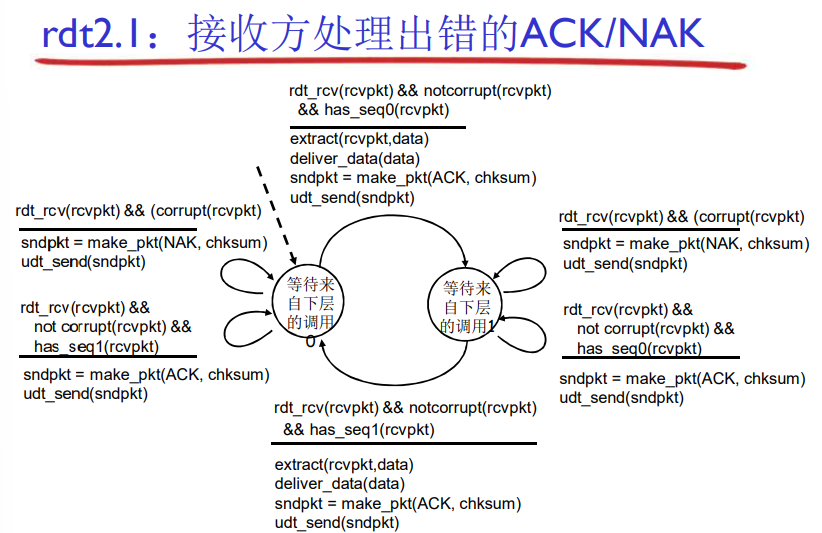 rdt2.1：接收方处理出错的ACK/NAK
rdt_rcv(rcvpkt) && notcorrupt(rcvpkt)
&& has_seq0(rcvpkt)
extract(rcvpkt,data)
deliver_data(data)
sndpkt = make_pkt(ACK, chksum)
udt_send(sndpkt)
rdt_rcv(rcvpkt) && (corrupt(rcvpkt)
sndpkt = make_pkt(NAK, chksum)
udt_send(sndpkt)
rdt_rcv(rcvpkt) &&
not corrupt(rcvpkt) &&
has_seq1(rcvpkt)
sndpkt = make_pkt(ACK, chksum)
udt_send(sndpkt)
等待来
自下层
的调用
0
等待来
自下层
的调用1
rdt_rcv(rcvpkt) && (corrupt(rcvpkt)
sndpkt = make_pkt(NAK, chksum)
udt_send(sndpkt)
rdt_rcv(rcvpkt) &&
not corrupt(rcvpkt) &&
has_seq0(rcvpkt)
sndpkt = make_pkt(ACK, chksum)
udt_send(sndpkt)
rdt_rcv(rcvpkt) && notcorrupt(rcvpkt)
&& has_seq1(rcvpkt)
extract(rcvpkt,data)
deliver_data(data)
sndpkt = make_pkt(ACK, chksum)
udt_send(sndpkt)